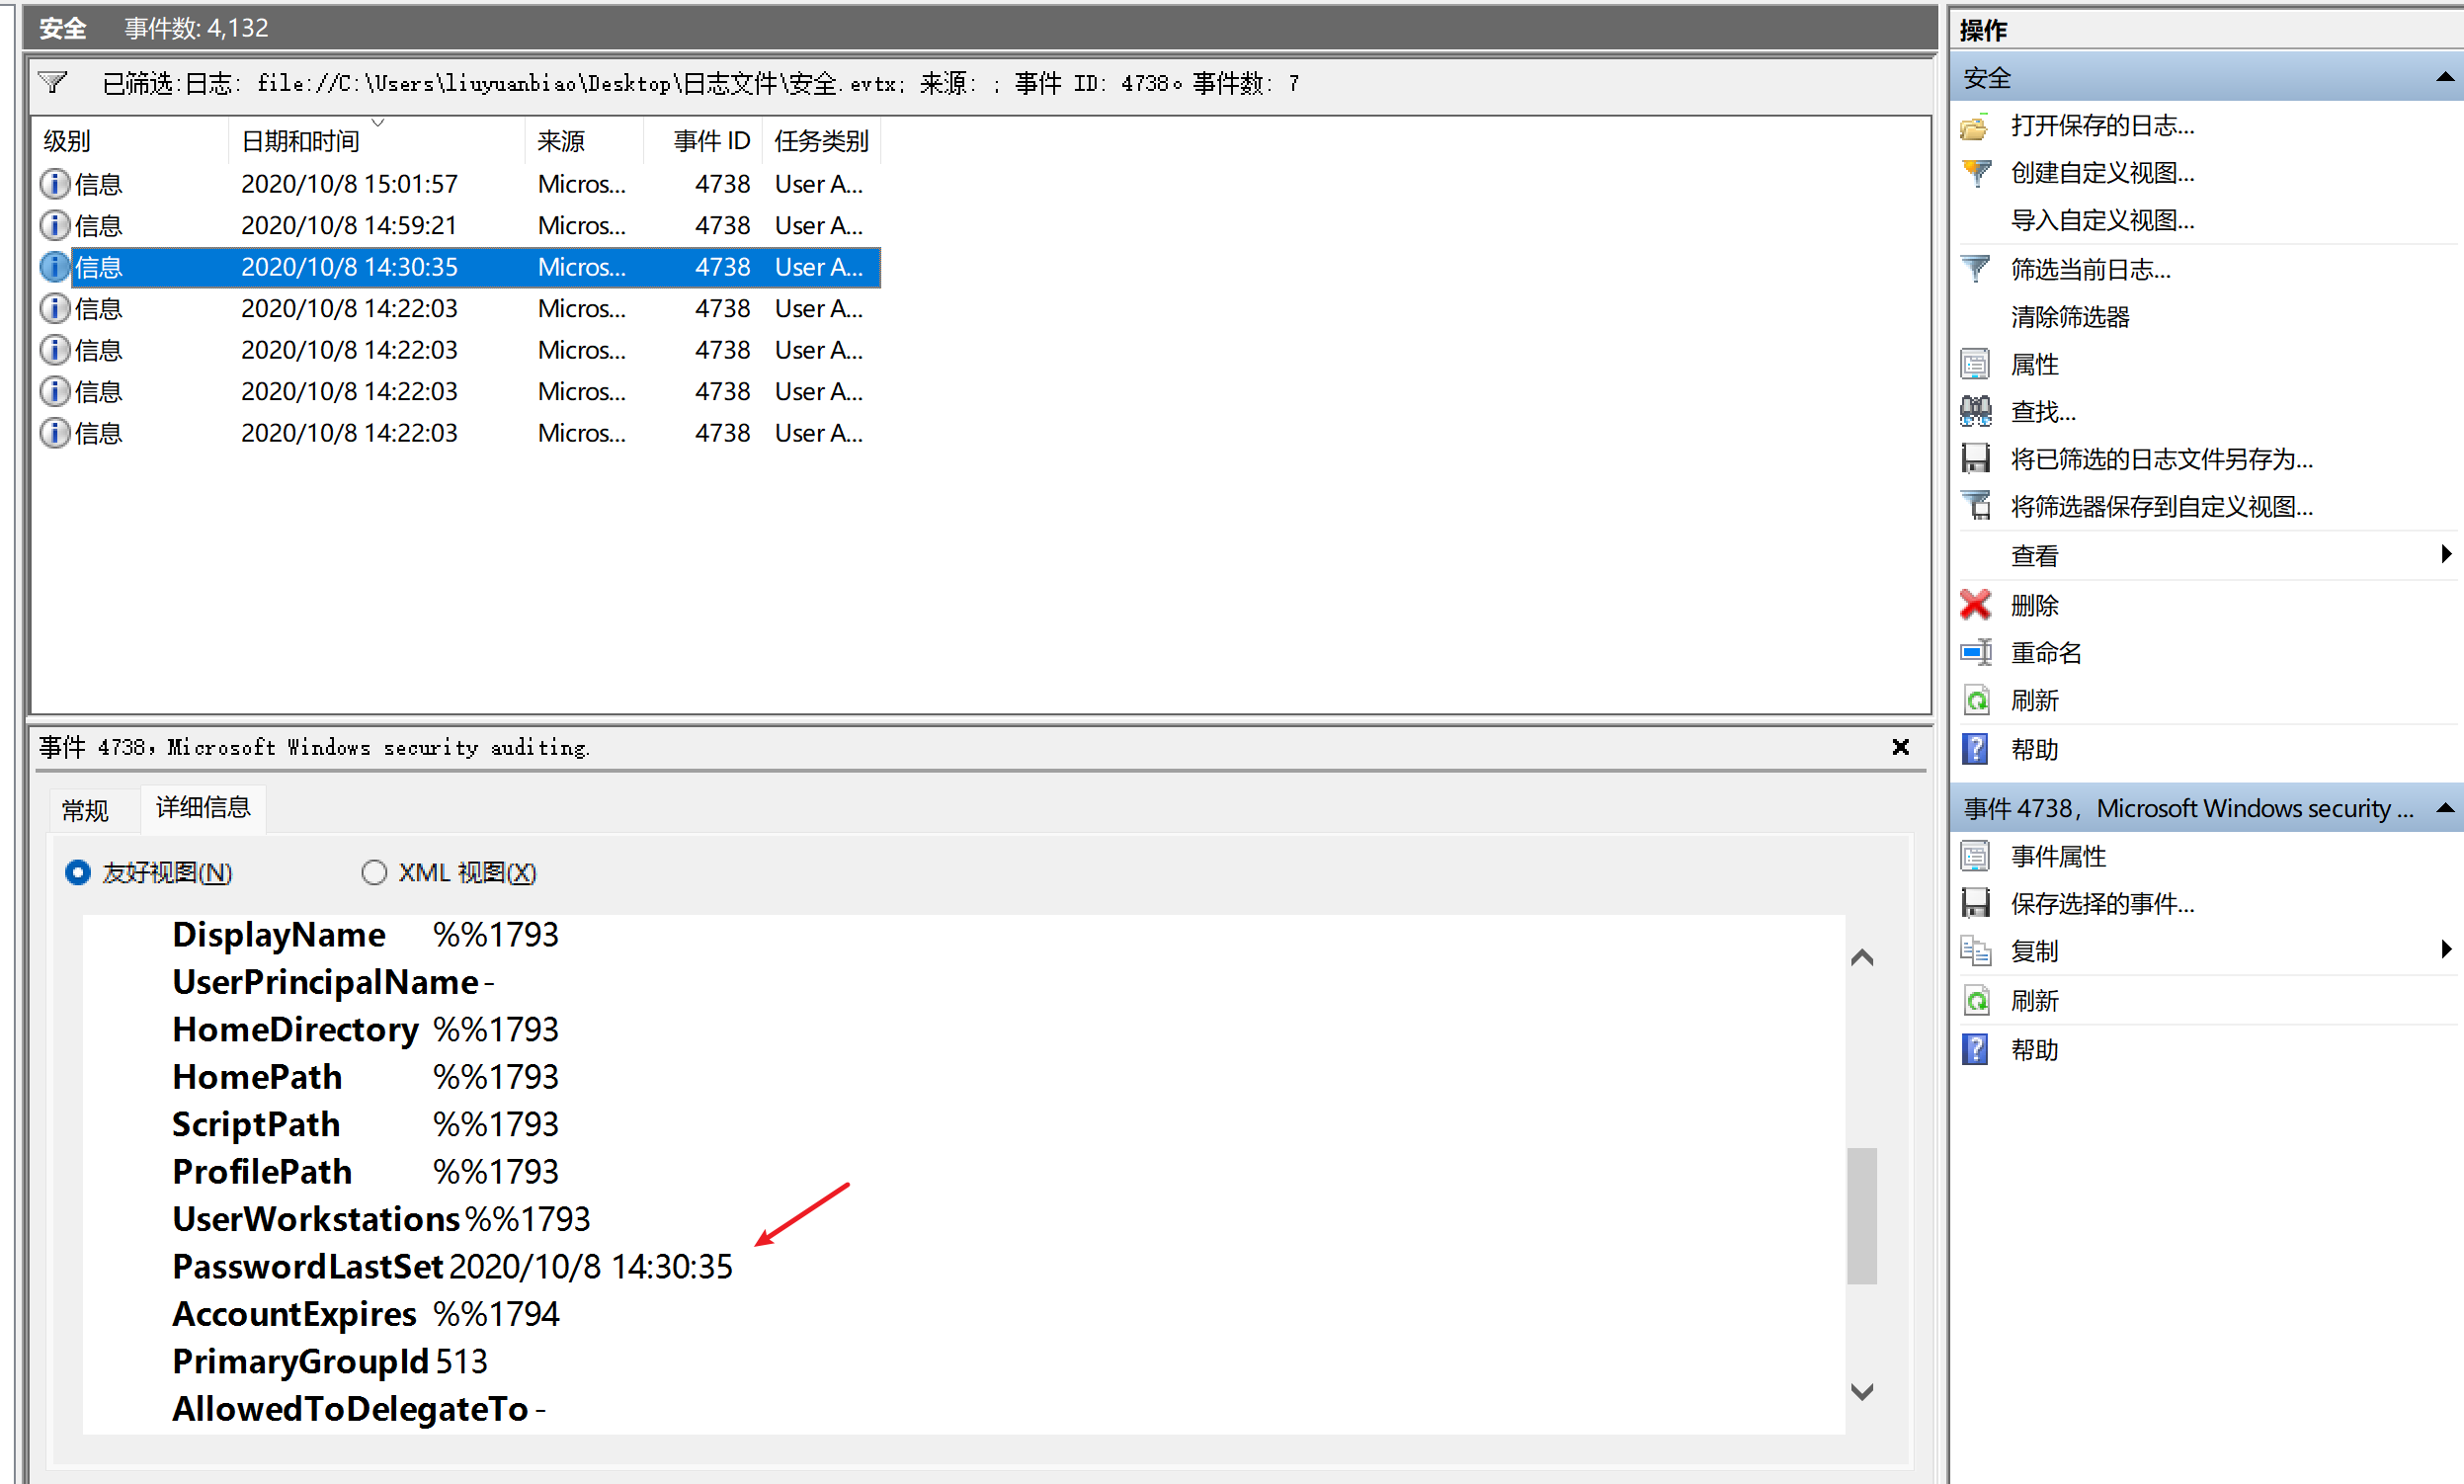 安全 事件数: 4,132
已筛选:日志: file://C:\Users\liuyuanbiao\Desktop\日志文件\安全.evtx; 来源: ; 事件 ID: 4738。事件数: 7
级别 日期和时间 来源 事件 ID 任务类别
信息 2020/10/8 15:01:57 Micros... 4738 User A...
信息 2020/10/8 14:59:21 Micros... 4738 User A...
信息 2020/10/8 14:30:35 Micros... 4738 User A...
信息 2020/10/8 14:22:03 Micros... 4738 User A...
信息 2020/10/8 14:22:03 Micros... 4738 User A...
信息 2020/10/8 14:22:03 Micros... 4738 User A...
信息 2020/10/8 14:22:03 Micros... 4738 User A...
事件 4738，Microsoft Windows security auditing.
常规 详细信息
友好视图(N) XML 视图(X)
DisplayName %%1793
UserPrincipalName -
HomeDirectory %%1793
HomePath %%1793
ScriptPath %%1793
ProfilePath %%1793
UserWorkstations %%1793
PasswordLastSet 2020/10/8 14:30:35
AccountExpires %%1794
PrimaryGroupId 513
AllowedToDelegateTo -
操作
安全
打开保存的日志...
创建自定义视图...
导入自定义视图...
筛选当前日志...
清除筛选器
属性
查找...
将已筛选的日志文件另存为...
将筛选器保存到自定义视图...
查看
删除
重命名
刷新
帮助
事件 4738，Microsoft Windows security ...
事件属性
保存选择的事件...
复制
刷新
帮助